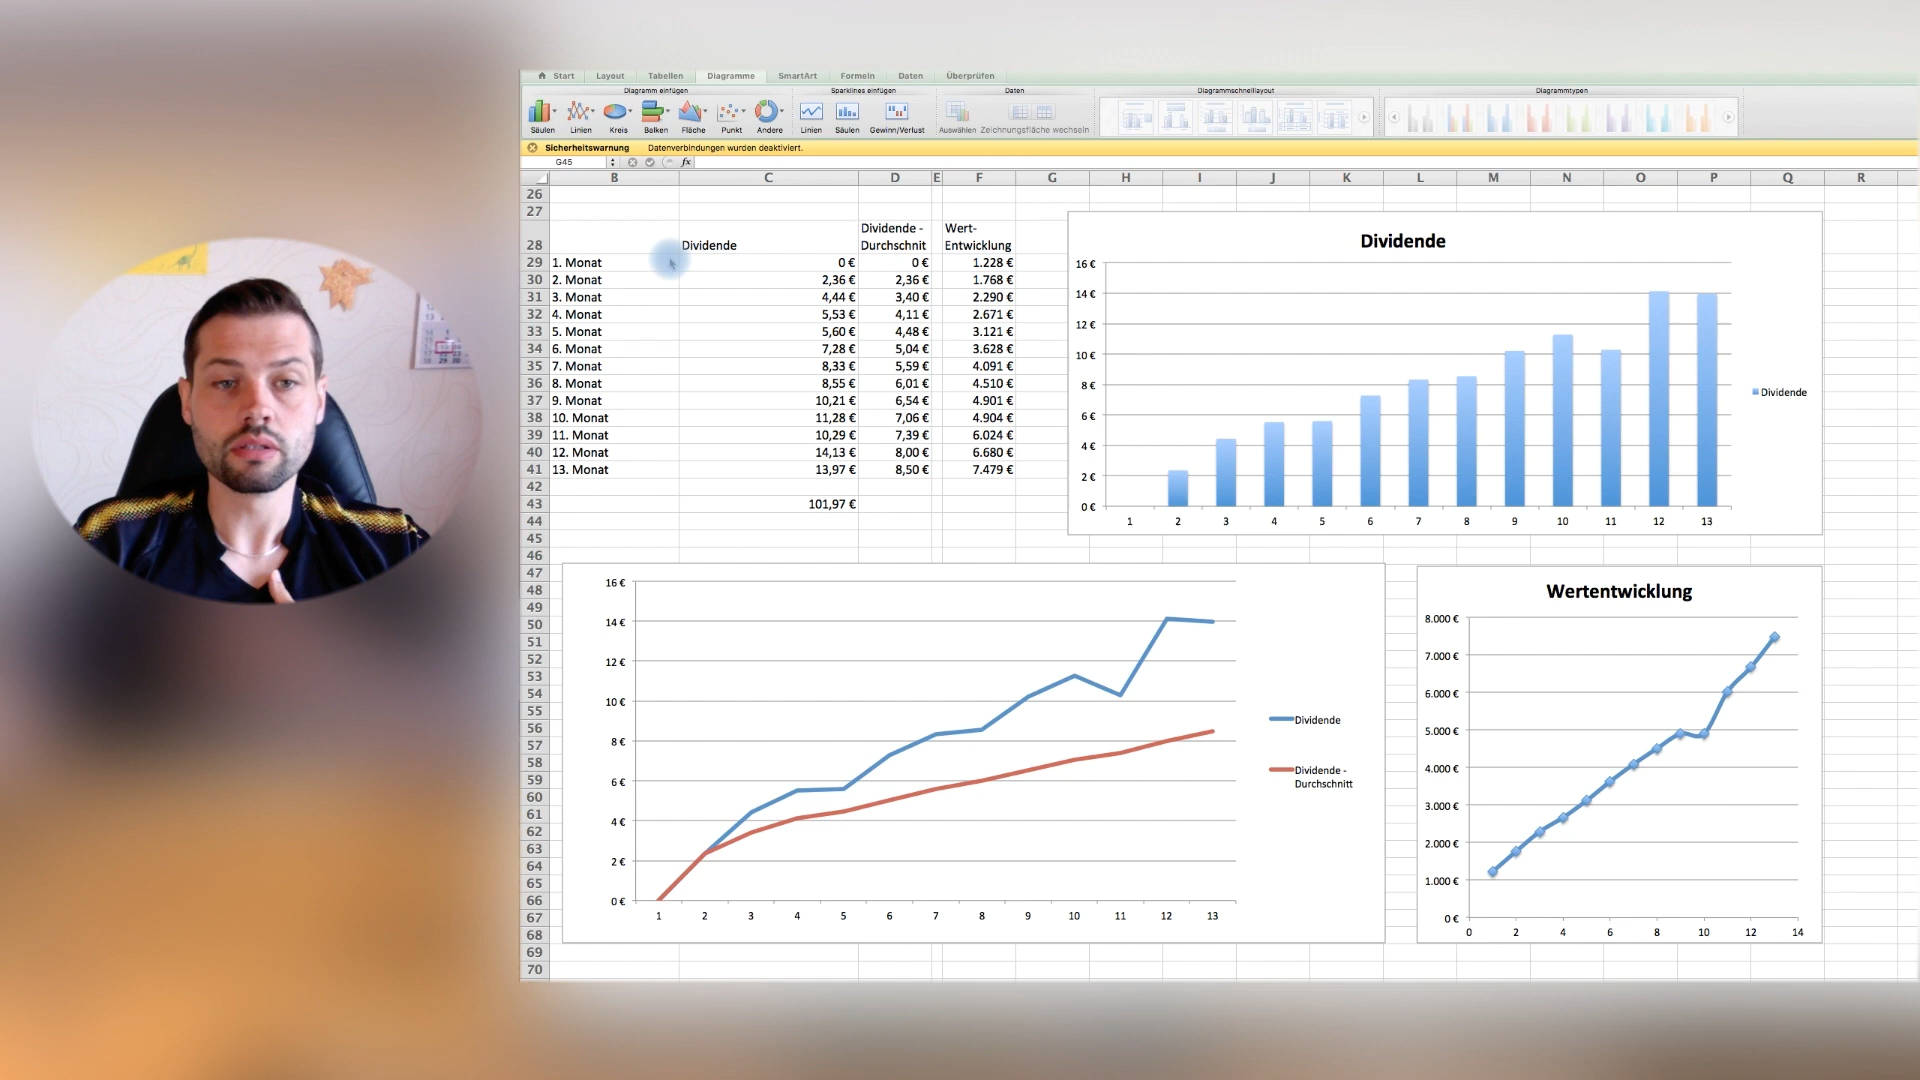 Start Layout Tabellen Diagramme SmartArt Formeln Daten Überprüfen
Diagramm einfügen Sparklines einfügen Daten Diagrammschnelllayout Diagrammtypen
Säulen Linien Kreis Balken Fläche Punkt Andere Linien Säulen Gewinn/Verlust Auswählen Zeichnungsfläche wechseln
Sicherheitswarnung Datenverbindungen wurden deaktiviert.
G45 fx
B C D E F G H I J K L M N O P Q R
26
27
Dividende - Wert-
28 Dividende Durchschnit Entwicklung
29 1. Monat 0 € 0 € 1.228 €
30 2. Monat 2,36 € 2,36 € 1.768 €
31 3. Monat 4,44 € 3,40 € 2.290 €
32 4. Monat 5,53 € 4,11 € 2.671 €
33 5. Monat 5,60 € 4,48 € 3.121 €
34 6. Monat 7,28 € 5,04 € 3.628 €
35 7. Monat 8,33 € 5,59 € 4.091 €
36 8. Monat 8,55 € 6,01 € 4.510 €
37 9. Monat 10,21 € 6,54 € 4.901 €
38 10. Monat 11,28 € 7,06 € 4.904 €
39 11. Monat 10,29 € 7,39 € 6.024 €
40 12. Monat 14,13 € 8,00 € 6.680 €
41 13. Monat 13,97 € 8,50 € 7.479 €
42
43 101,97 €
44
45
46
47
48
49
50
51
52
53
54
55
56
57
58
59
60
61
62
63
64
65
66
67
68
69
70
Dividende
16 €
14 €
12 €
10 €
8 €
6 €
4 €
2 €
0 €
1 2 3 4 5 6 7 8 9 10 11 12 13
Dividende
16 €
14 €
12 €
10 €
8 €
6 €
4 €
2 €
0 €
1 2 3 4 5 6 7 8 9 10 11 12 13
Dividende
Dividende -
Durchschnitt
Wertentwicklung
8.000 €
7.000 €
6.000 €
5.000 €
4.000 €
3.000 €
2.000 €
1.000 €
0 €
0 2 4 6 8 10 12 14